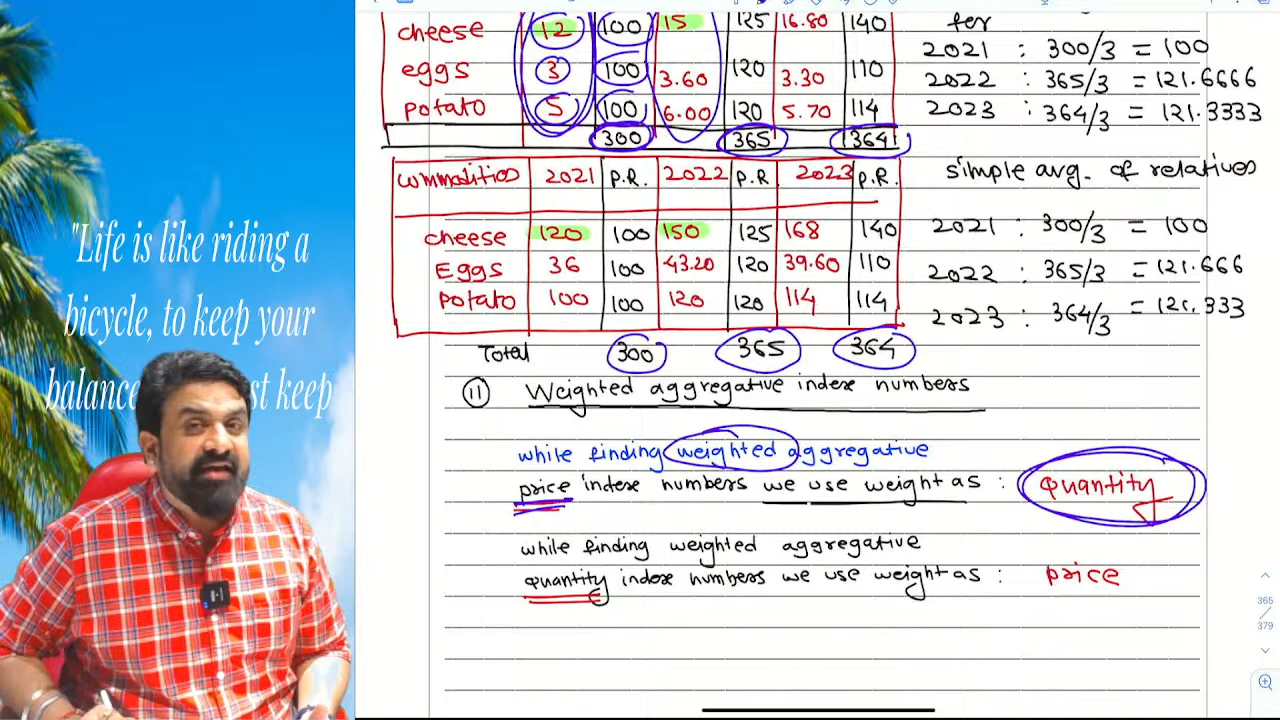 "Life is like riding a
bicycle, to keep your
balance st keep
cheese 12 100 15 125 16.80 140
eggs 3 100 3.60 120 3.30 110
potato 5 100 6.00 120 5.70 114
300 365 364
for
2021 : 300/3 = 100
2022 : 365/3 = 121.6666
2023 : 364/3 = 121.3333
commodities 2021 P.R. 2022 P.R 2023 P.R.
cheese 120 100 150 125 168 140
Eggs 36 100 43.20 120 39.60 110
potato 100 100 120 120 114 114
Total 300 365 364
simple avg. of relatives
2021 : 300/3 = 100
2022 : 365/3 = 121.666
2023 : 364/3 = 121.333
(11) Weighted aggregative index numbers
while finding weighted aggregative
price index numbers we use weight as : quantity
while finding weighted aggregative
quantity index numbers we use weight as : price
365
/
379